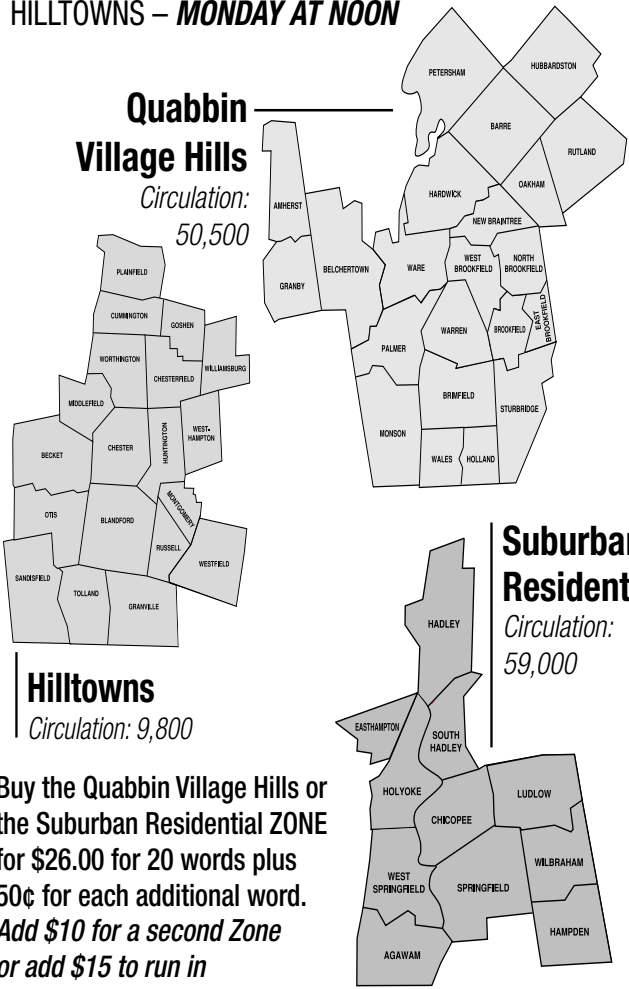 HILLTOWNS – MONDAY AT NOON
Quabbin
Village Hills
Circulation:
50,500
PETERSHAM
HUBBARDSTON
BARRE
RUTLAND
HARDWICK
OAKHAM
NEW BRAINTREE
AMHERST
BELCHERTOWN
GRANBY
WARE
WEST
BROOKFIELD
NORTH
BROOKFIELD
EAST
BROOKFIELD
WARREN
BROOKFIELD
PALMER
BRIMFIELD
STURBRIDGE
MONSON
WALES
HOLLAND
PLAINFIELD
CUMMINGTON
GOSHEN
WORTHINGTON
WILLIAMSBURG
CHESTERFIELD
MIDDLEFIELD
WEST-
HAMPTON
HUNTINGTON
CHESTER
BECKET
MONTGOMERY
OTIS
BLANDFORD
RUSSELL
WESTFIELD
SANDISFIELD
TOLLAND
GRANVILLE
Hilltowns
Circulation: 9,800
Suburban
Resident
Circulation:
59,000
HADLEY
EASTHAMPTON
SOUTH
HADLEY
HOLYOKE
LUDLOW
CHICOPEE
WILBRAHAM
WEST
SPRINGFIELD
SPRINGFIELD
HAMPDEN
AGAWAM
Buy the Quabbin Village Hills or
the Suburban Residential ZONE
for $26.00 for 20 words plus
50¢ for each additional word.
Add $10 for a second Zone
or add $15 to run in